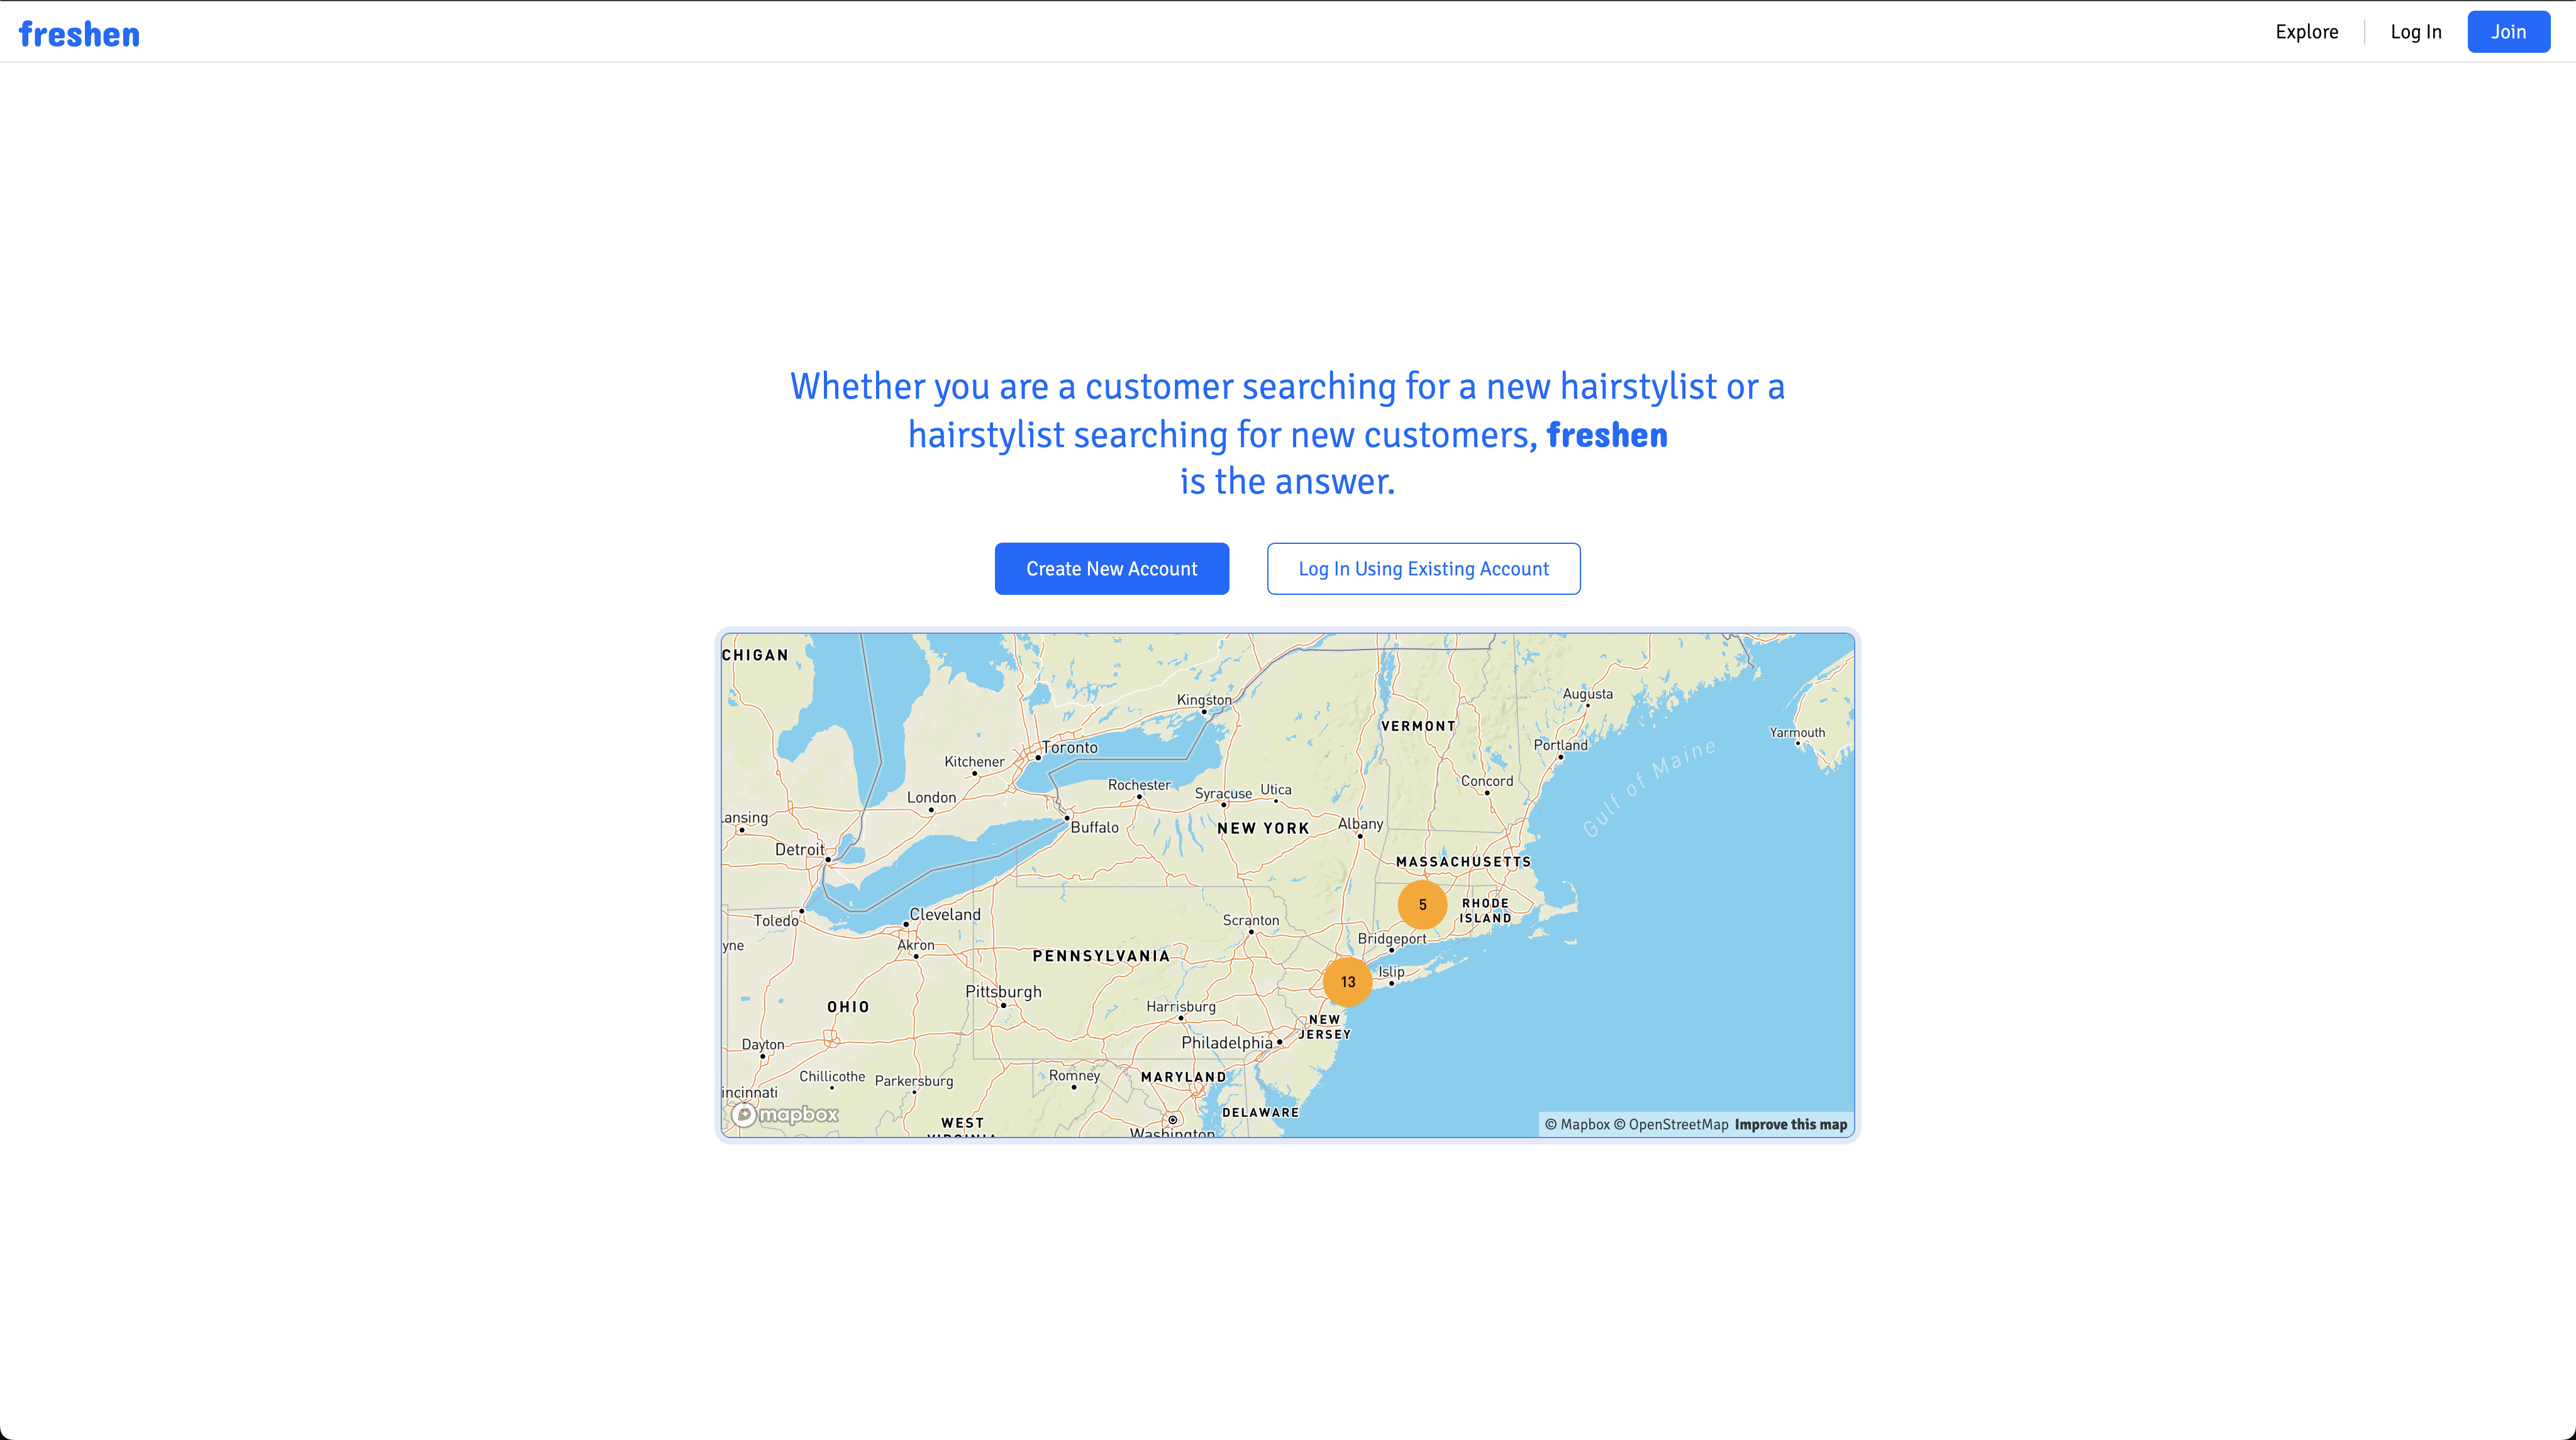 freshen
Explore
Log In
Join
Whether you are a customer searching for a new hairstylist or a
hairstylist searching for new customers, freshen
is the answer.
Create New Account
Log In Using Existing Account
CHIGAN
Kingston
Augusta
VERMONT
Yarmouth
Toronto
Portland
Gulf of Maine
Kitchener
Concord
Rochester
Syracuse
Utica
London
ansing
Buffalo
NEW YORK
Albany
Detroit
MASSACHUSETTS
5
RHODE
ISLAND
Toledo
Cleveland
Scranton
Bridgeport
yne
Akron
PENNSYLVANIA
Islip
13
Pittsburgh
OHIO
Harrisburg
NEW
JERSEY
Philadelphia
Dayton
Chillicothe
Parkersburg
Romney
MARYLAND
incinnati
mapbox
WEST
VIRGINIA
DELAWARE
Washington
© Mapbox © OpenStreetMap Improve this map